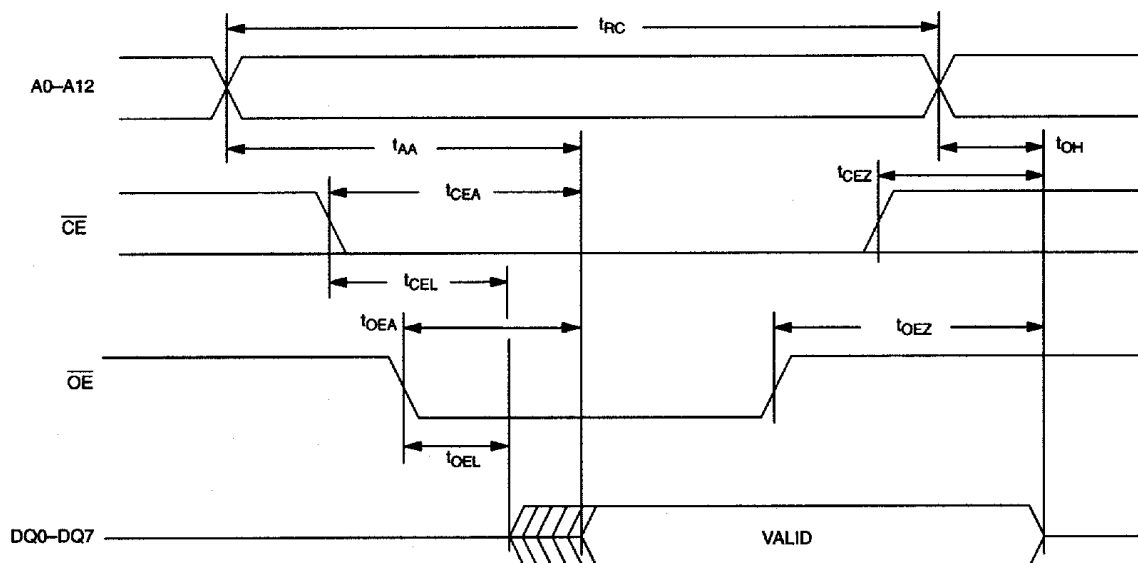 tRC
A0–A12
tAA
tOH
tCEA
tCEZ
CE
tCEL
tOEA
tOEZ
OE
tOEL
DQ0–DQ7
VALID